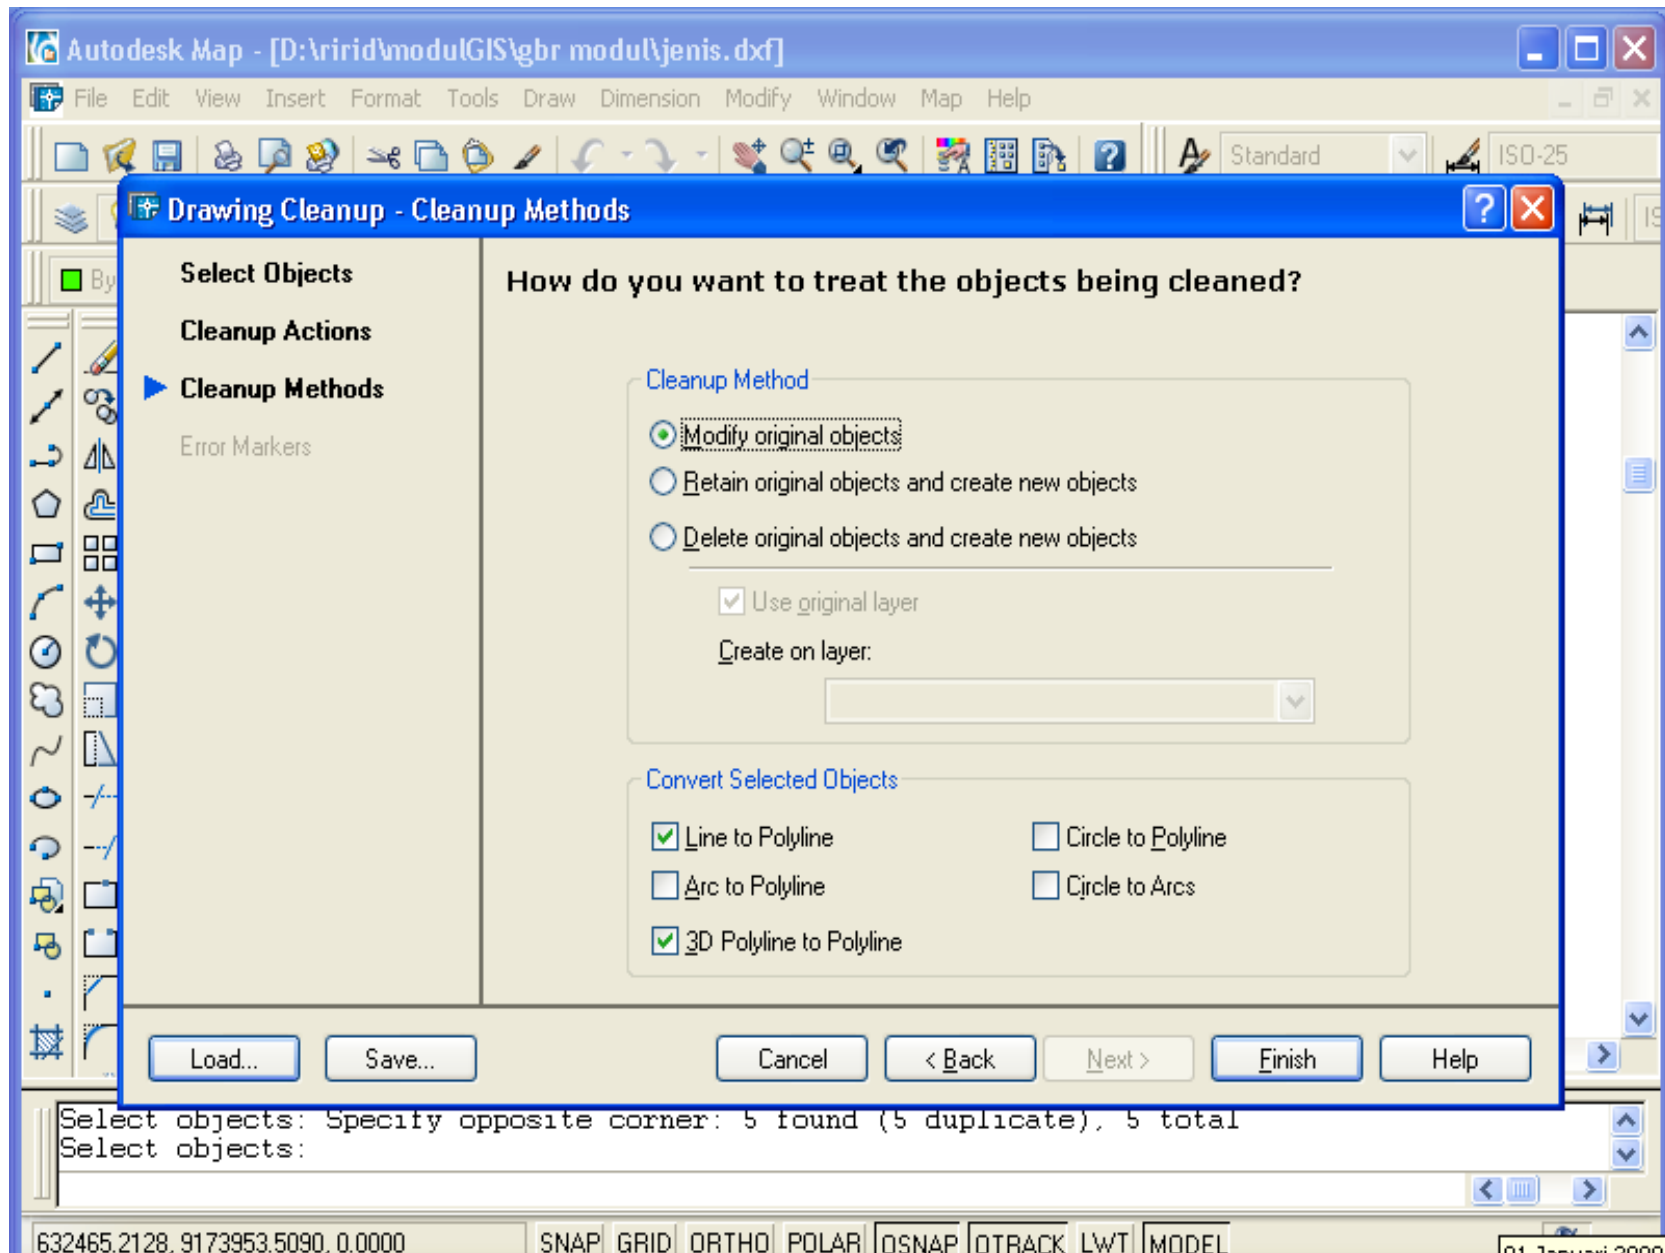 Autodesk Map - [D:\ririd\modulGIS\gbr modul\jenis.dxf]
File Edit View Insert Format Tools Draw Dimension Modify Window Map Help
Standard ISO-25
Drawing Cleanup - Cleanup Methods
IS
By
Select Objects
Cleanup Actions
Cleanup Methods
Error Markers
How do you want to treat the objects being cleaned?
Cleanup Method
Modify original objects
Retain original objects and create new objects
Delete original objects and create new objects
Use original layer
Create on layer:
Convert Selected Objects
Line to Polyline Circle to Polyline
Arc to Polyline Circle to Arcs
3D Polyline to Polyline
Load... Save... Cancel < Back Next > Finish Help
Select objects: Specify opposite corner: 5 found (5 duplicate), 5 total
Select objects:
632465.2128, 9173953.5090, 0.0000 SNAP GRID ORTHO POLAR OSNAP OTRACK LWT MODEL